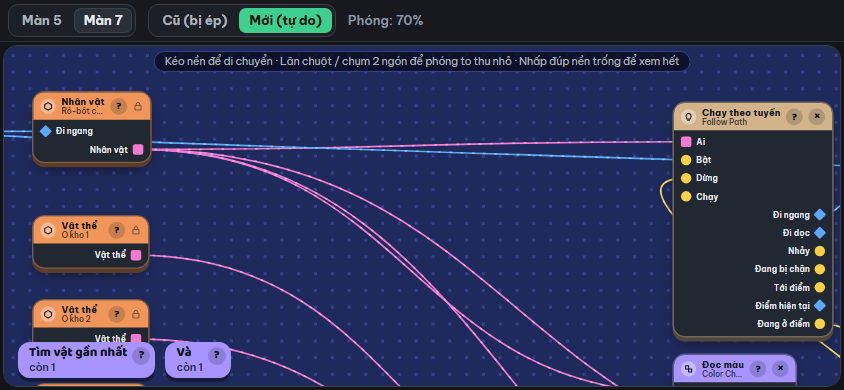 Màn 5
Màn 7
Cũ (bị ép)
Mới (tự do)
Phóng: 70%
Kéo nền để di chuyển · Lăn chuột / chụm 2 ngón để phóng to thu nhỏ · Nhấp đúp nền trống để xem hết
Nhân vật
Rô-bốt c...
?
Đi ngang
Nhân vật
Vật thể
Ô kho 1
?
Vật thể
Vật thể
Ô kho 2
?
Vật thể
Tìm vật gần nhất
?
còn 1
Và
?
còn 1
Chạy theo tuyến
Follow Path
?
×
Ai
Bật
Dừng
Chạy
Đi ngang
Đi dọc
Nhảy
Đang bị chặn
Tới điểm
Điểm hiện tại
Đang ở điểm
Đọc màu
Color Ch...
?
×